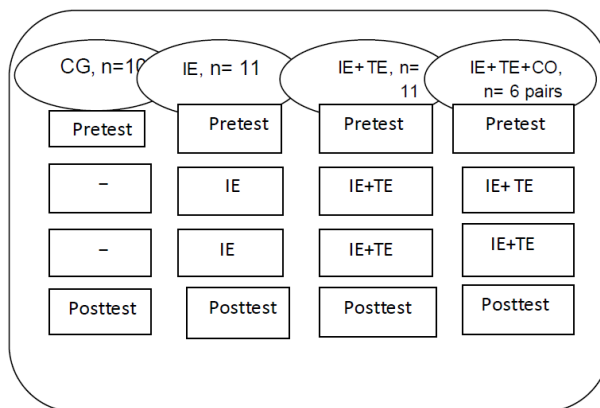 CG, n=10
IE, n= 11
IE+TE, n=
11
IE+TE+CO,
n= 6 pairs
Pretest
Pretest
Pretest
Pretest
–
IE
IE+TE
IE+ TE
–
IE
IE+TE
IE+TE
Posttest
Posttest
Posttest
Posttest